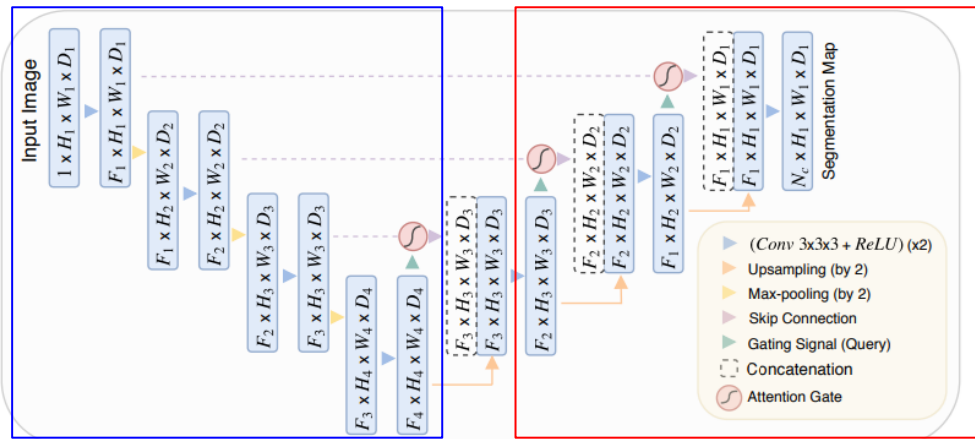 Input Image
1 x H₁ x W₁ x D₁
F₁ x H₁ x W₁ x D₁
F₁ x H₂ x W₂ x D₂
F₂ x H₂ x W₂ x D₂
F₂ x H₃ x W₃ x D₃
F₃ x H₃ x W₃ x D₃
F₃ x H₄ x W₄ x D₄
F₄ x H₄ x W₄ x D₄
F₃ x H₃ x W₃ x D₃
F₃ x H₃ x W₃ x D₃
F₂ x H₃ x W₃ x D₃
F₂ x H₂ x W₂ x D₂
F₂ x H₂ x W₂ x D₂
F₁ x H₂ x W₂ x D₂
F₁ x H₁ x W₁ x D₁
F₁ x H₁ x W₁ x D₁
N_c x H₁ x W₁ x D₁
Segmentation Map
(Conv 3x3x3 + ReLU) (x2)
Upsampling (by 2)
Max-pooling (by 2)
Skip Connection
Gating Signal (Query)
Concatenation
Attention Gate